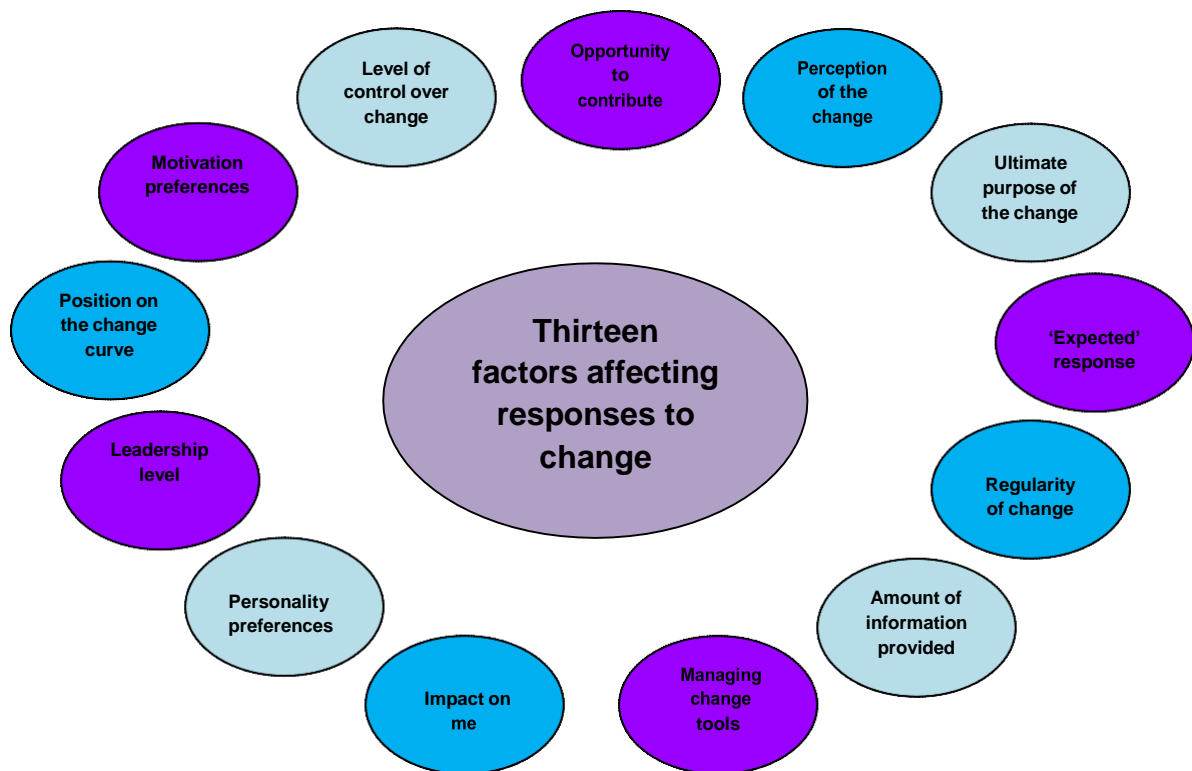 Opportunity
to
contribute
Perception
of the
change
Ultimate
purpose of
the change
‘Expected’
response
Regularity
of change
Amount of
information
provided
Managing
change
tools
Impact on
me
Personality
preferences
Leadership
level
Position on
the change
curve
Motivation
preferences
Level of
control over
change
Thirteen
factors affecting
responses to
change